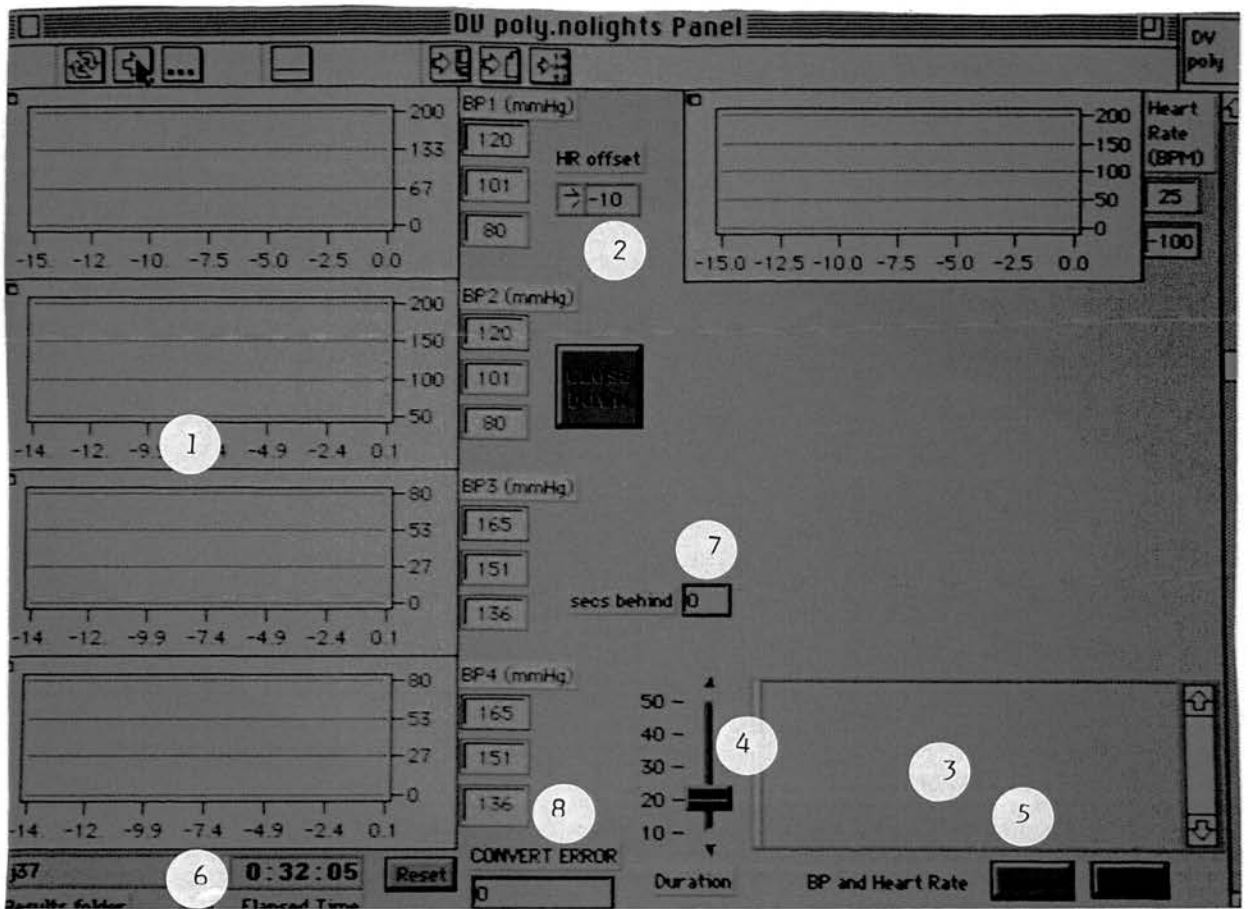 DV poly.nolights Panel
DV
poly
...
200
133
67
0
-15. -12. -10. -7.5 -5.0 -2.5 0.0
BP1 (mmHg)
120
101
80
HR offset
-10
2
200
150
100
50
0
-15.0 -12.5 -10.0 -7.5 -5.0 -2.5 0.0
Heart
Rate
(BPM)
25
-100
200
150
100
50
-14. -12. -4.9 -2.4 0.1
1
BP2 (mmHg)
120
101
80
CLOSE
DOWN
80
53
27
0
-14. -12. -9.9 -7.4 -4.9 -2.4 0.1
BP3 (mmHg)
165
151
136
7
secs behind 0
80
53
27
0
-14. -12. -9.9 -7.4 -4.9 -2.4 0.1
BP4 (mmHg)
165
151
136
8
50
40
30
20
10
4
Duration
3
5
j37
6
0:32:05
Reset
Results folder
Elapsed Time
CONVERT ERROR
0
BP and Heart Rate